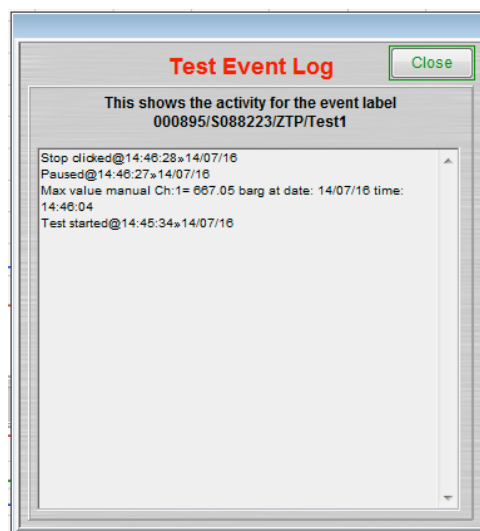 Test Event Log
Close
This shows the activity for the event label
000895/S088223/ZTP/Test1
Stop clicked@14:46:28»14/07/16
Paused@14:46:27»14/07/16
Max value manual Ch:1= 667.05 barg at date: 14/07/16 time:
14:46:04
Test started@14:45:34»14/07/16